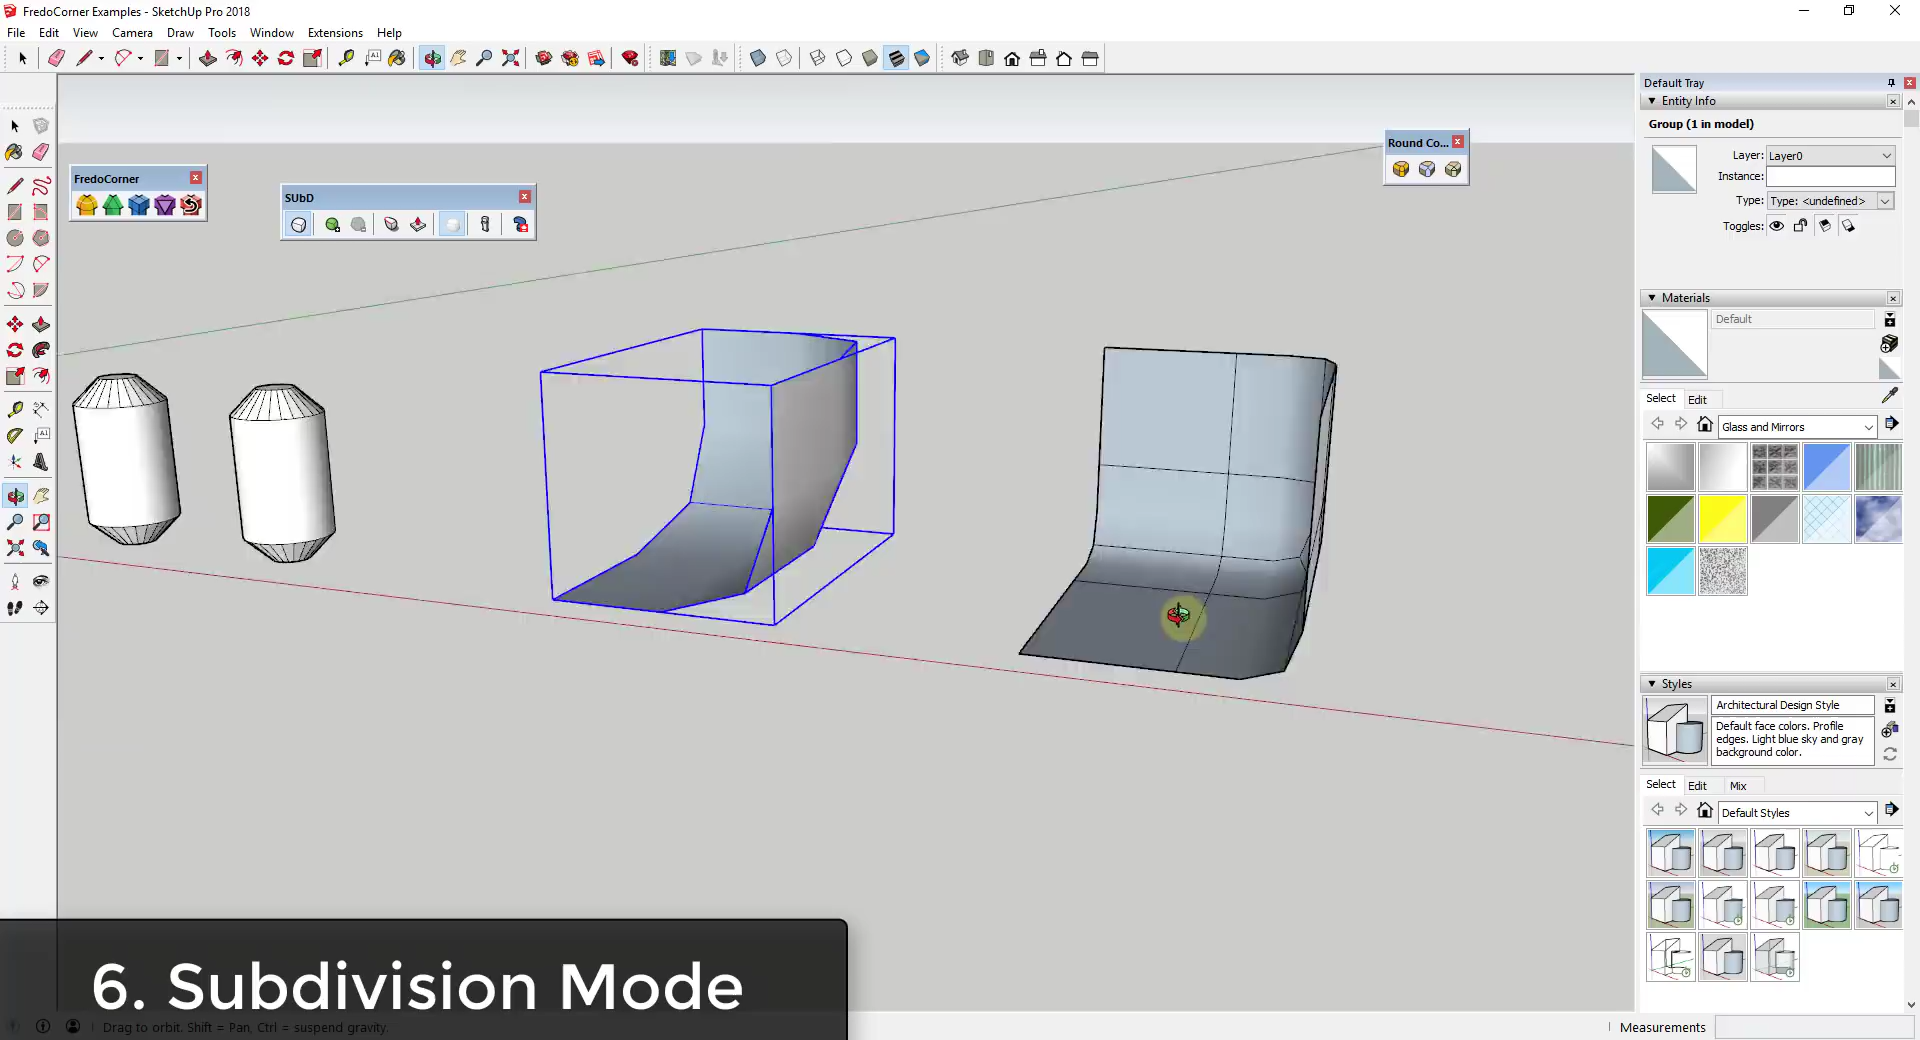 FredoCorner Examples - SketchUp Pro 2018
File Edit View Camera Draw Tools Window Extensions Help
Default Tray
Entity Info
Group (1 in model)
Layer: Layer0
Instance:
Type: Type: <undefined>
Toggles:
Round Co...
FredoCorner
SUbD
Materials
Default
Select Edit
Glass and Mirrors
Styles
Architectural Design Style
Default face colors. Profile
edges. Light blue sky and gray
background color.
Select Edit Mix
Default Styles
6. Subdivision Mode
Drag to orbit. Shift = Pan, Ctrl = suspend gravity.
Measurements